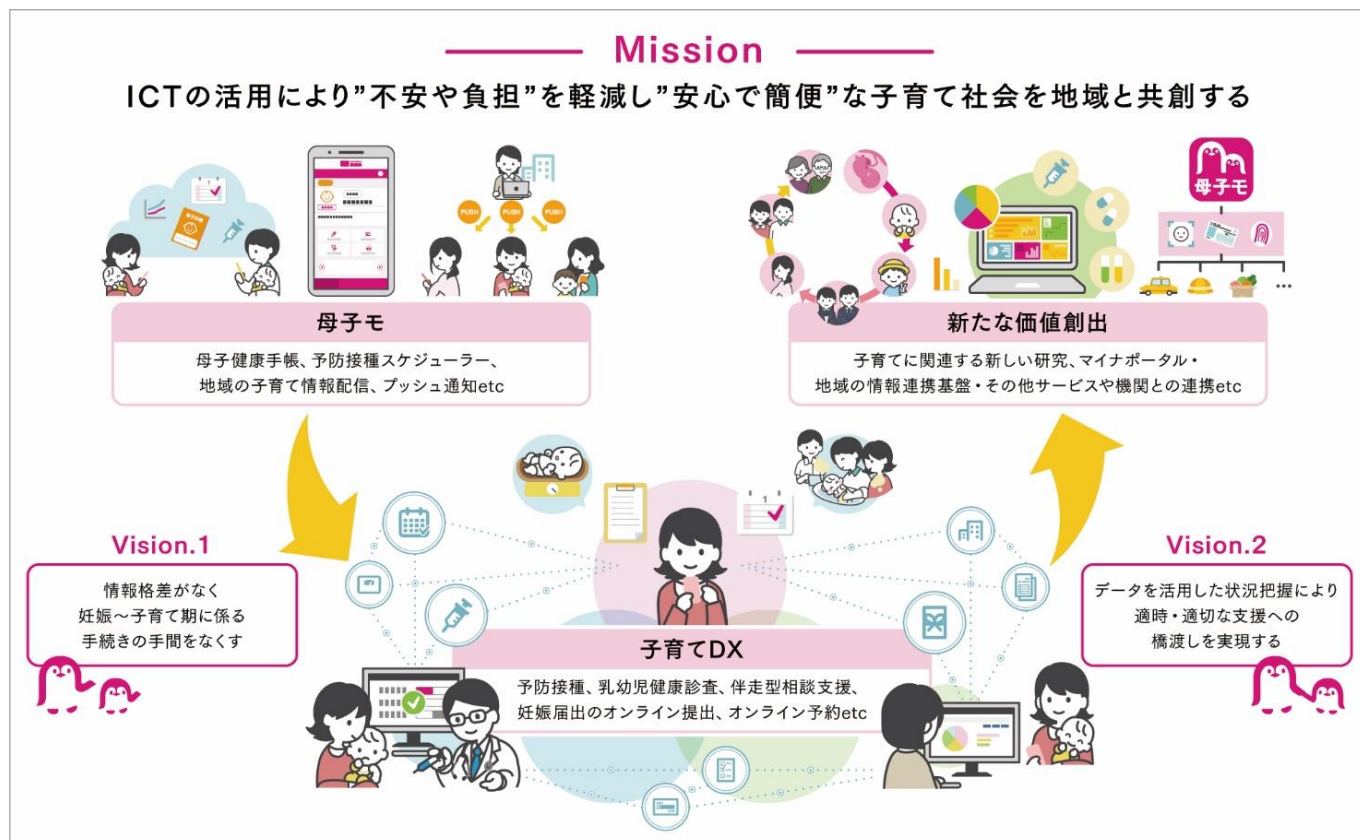 Mission
ICTの活用により”不安や負担”を軽減し”安心で簡便”な子育て社会を地域と共創する
母子手帳
PUSH
PUSH
PUSH
母子モ
母子健康手帳、予防接種スケジューラー、
地域の子育て情報配信、プッシュ通知etc
母子モ
…
新たな価値創出
子育てに関連する新しい研究、マイナポータル・
地域の情報連携基盤・その他サービスや機関との連携etc
1
Vision.1
情報格差がなく
妊娠～子育て期に係る
手続きの手間をなくす
Vision.2
データを活用した状況把握により
適時・適切な支援への
橋渡しを実現する
子育てDX
予防接種、乳幼児健康診査、伴走型相談支援、
妊娠届出のオンライン提出、オンライン予約etc